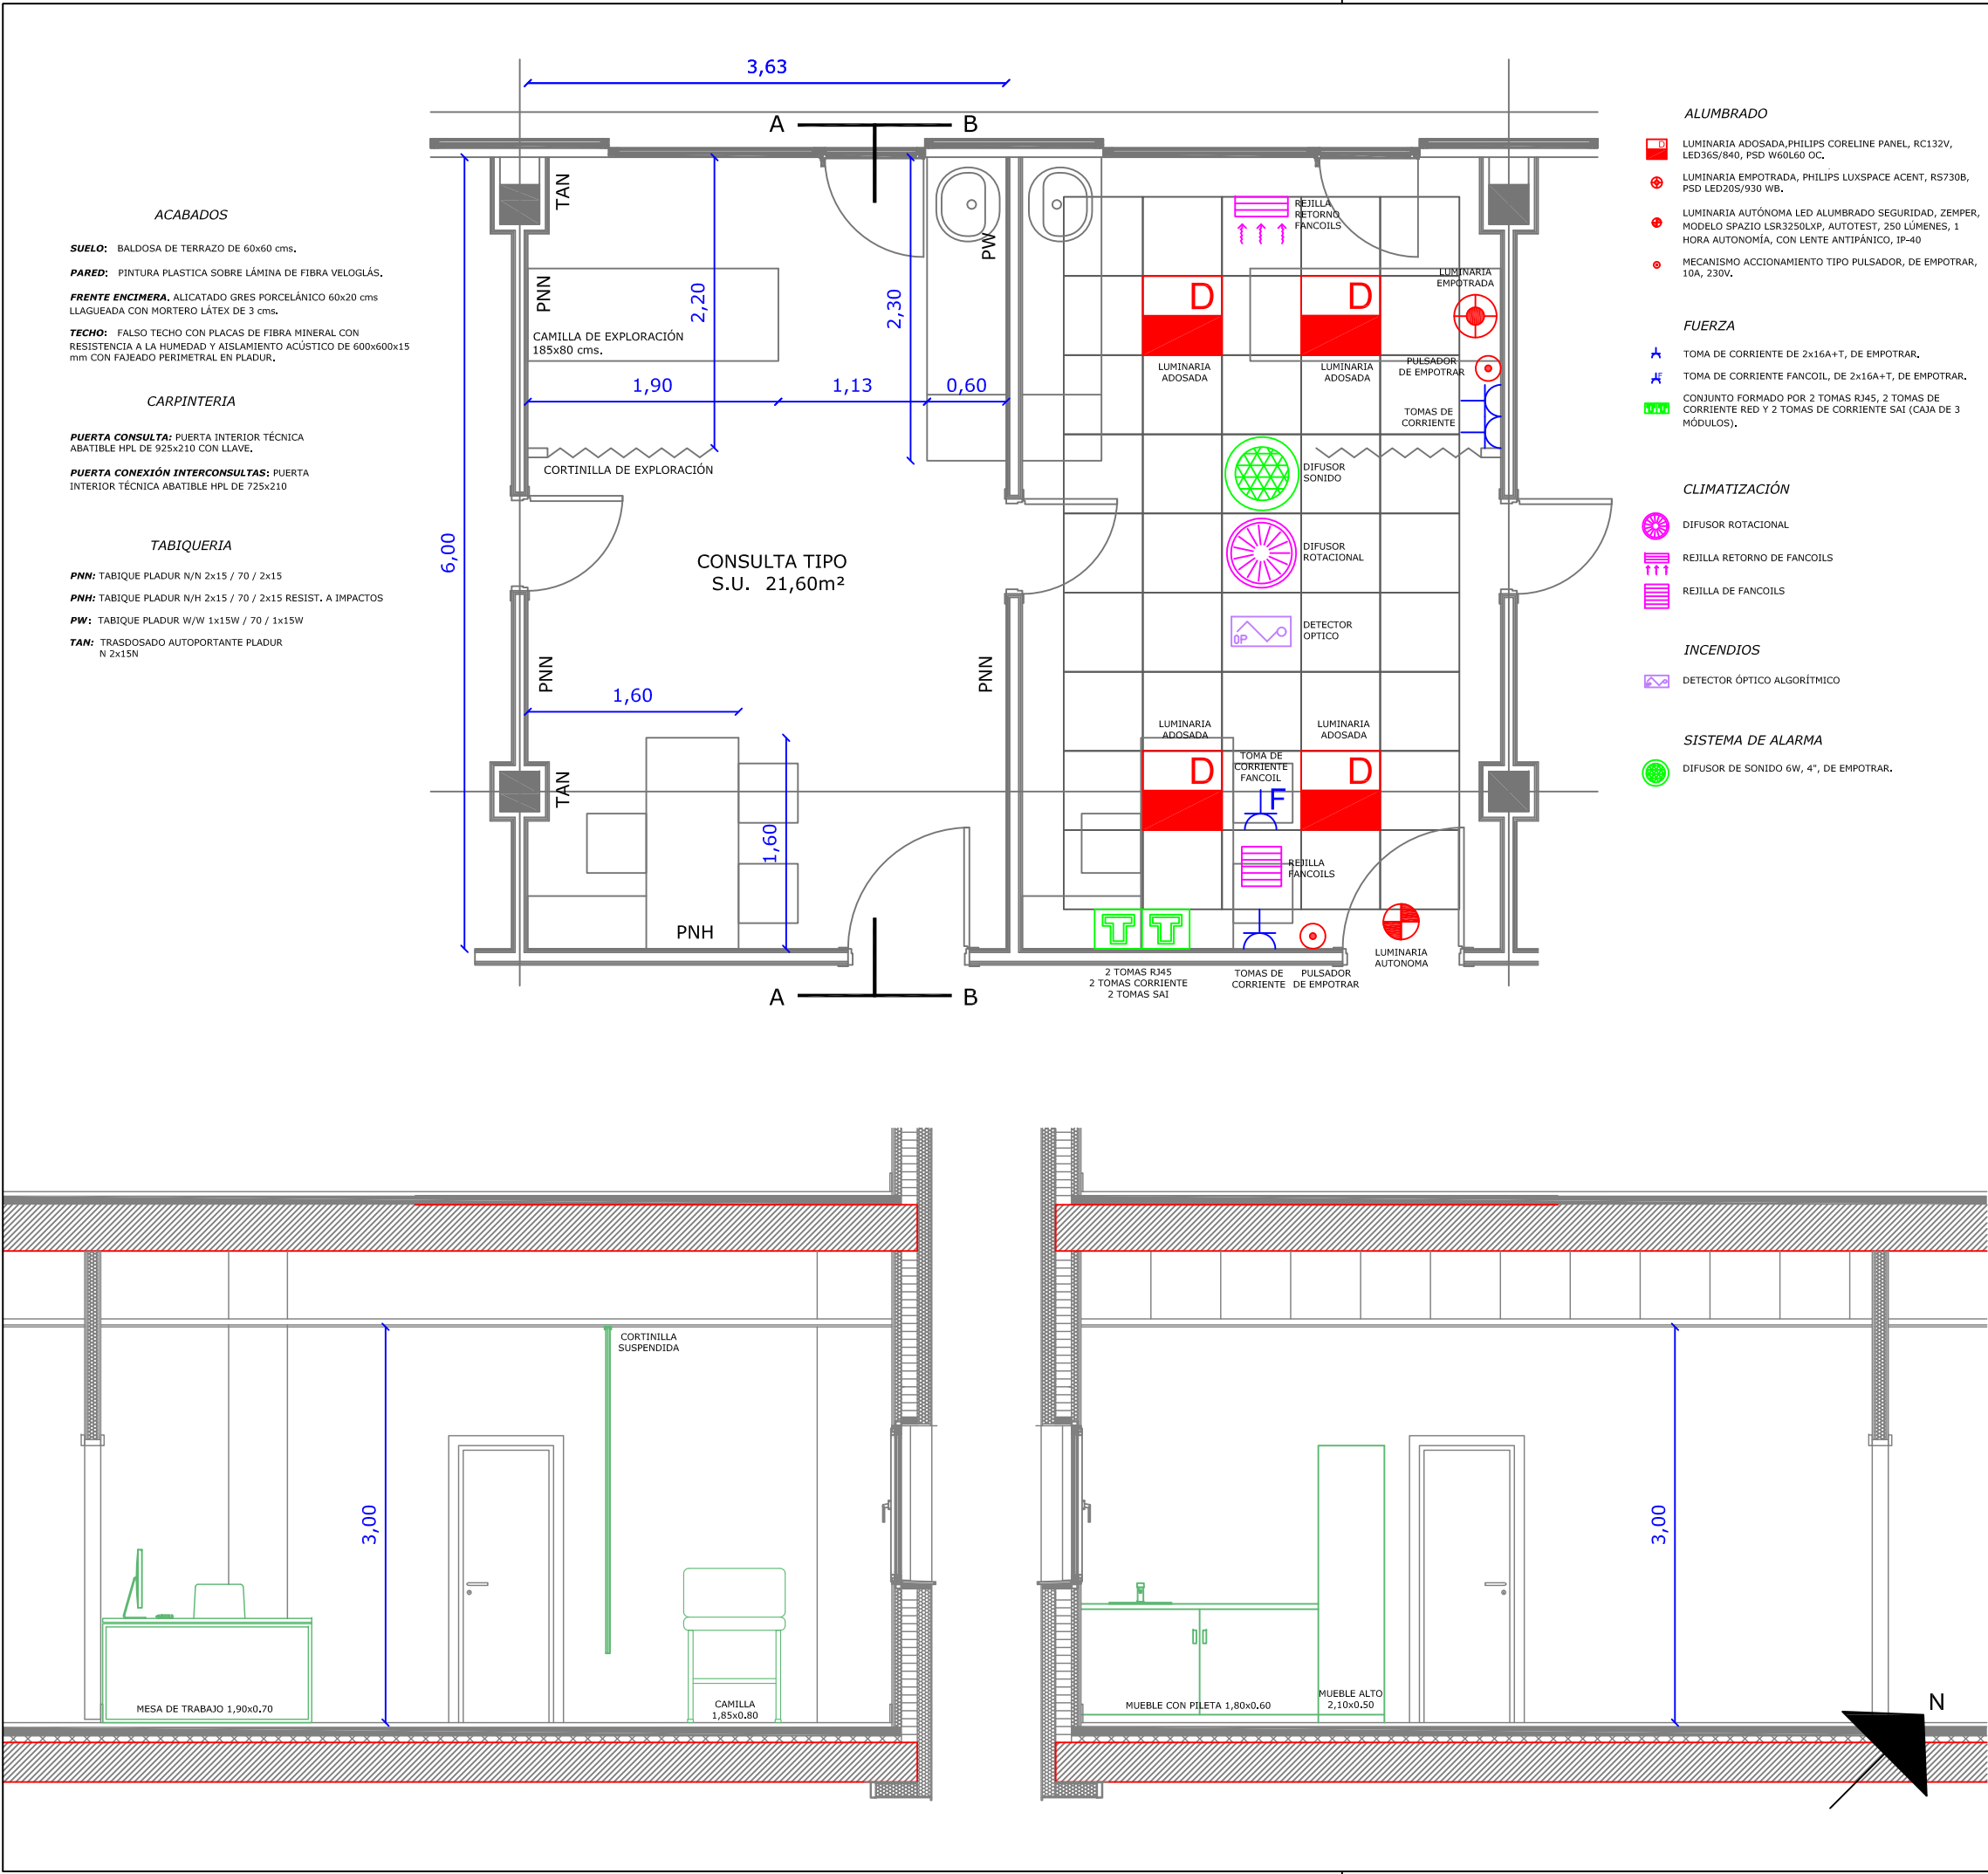 ACABADOS
SUELO: BALDOSA DE TERRAZO DE 60x60 cms.
PARED: PINTURA PLASTICA SOBRE LÁMINA DE FIBRA VELOGLÁS.
FRENTE ENCIMERA. ALICATADO GRES PORCELÁNICO 60x20 cms
LLAGUEADA CON MORTERO LÁTEX DE 3 cms.
TECHO: FALSO TECHO CON PLACAS DE FIBRA MINERAL CON
RESISTENCIA A LA HUMEDAD Y AISLAMIENTO ACÚSTICO DE 600x600x15
mm CON FAJEADO PERIMETRAL EN PLADUR.
CARPINTERIA
PUERTA CONSULTA: PUERTA INTERIOR TÉCNICA
ABATIBLE HPL DE 925x210 CON LLAVE.
PUERTA CONEXIÓN INTERCONSULTAS: PUERTA
INTERIOR TÉCNICA ABATIBLE HPL DE 725x210
TABIQUERIA
PNN: TABIQUE PLADUR N/N 2x15 / 70 / 2x15
PNH: TABIQUE PLADUR N/H 2x15 / 70 / 2x15 RESIST. A IMPACTOS
PW: TABIQUE PLADUR W/W 1x15W / 70 / 1x15W
TAN: TRASDOSADO AUTOPORTANTE PLADUR
N 2x15N
3,63
A B
TAN
PNN
PW
2,20
2,30
CAMILLA DE EXPLORACIÓN
185x80 cms.
1,90
1,13
0,60
CORTINILLA DE EXPLORACIÓN
6,00
CONSULTA TIPO
S.U. 21,60m²
PNN
PNN
1,60
TAN
1,60
PNH
A B
REJILLA
RETORNO
FANCOILS
LUMINARIA
EMPOTRADA
D
D
LUMINARIA
ADOSADA
LUMINARIA
ADOSADA
PULSADOR
DE EMPOTRAR
TOMAS DE
CORRIENTE
DIFUSOR
SONIDO
DIFUSOR
ROTACIONAL
OP
DETECTOR
OPTICO
LUMINARIA
ADOSADA
LUMINARIA
ADOSADA
D
D
TOMA DE
CORRIENTE
FANCOIL
F
REJILLA
FANCOILS
T T
2 TOMAS RJ45
2 TOMAS CORRIENTE
2 TOMAS SAI
TOMAS DE
CORRIENTE
PULSADOR
DE EMPOTRAR
LUMINARIA
AUTONOMA
ALUMBRADO
D
LUMINARIA ADOSADA,PHILIPS CORELINE PANEL, RC132V,
LED36S/840, PSD W60L60 OC.
LUMINARIA EMPOTRADA, PHILIPS LUXSPACE ACENT, RS730B,
PSD LED20S/930 WB.
LUMINARIA AUTÓNOMA LED ALUMBRADO SEGURIDAD, ZEMPER,
MODELO SPAZIO LSR3250LXP, AUTOTEST, 250 LÚMENES, 1
HORA AUTONOMÍA, CON LENTE ANTIPÁNICO, IP-40
MECANISMO ACCIONAMIENTO TIPO PULSADOR, DE EMPOTRAR,
10A, 230V.
FUERZA
TOMA DE CORRIENTE DE 2x16A+T, DE EMPOTRAR.
F
TOMA DE CORRIENTE FANCOIL, DE 2x16A+T, DE EMPOTRAR.
CONJUNTO FORMADO POR 2 TOMAS RJ45, 2 TOMAS DE
CORRIENTE RED Y 2 TOMAS DE CORRIENTE SAI (CAJA DE 3
MÓDULOS).
CLIMATIZACIÓN
DIFUSOR ROTACIONAL
REJILLA RETORNO DE FANCOILS
REJILLA DE FANCOILS
INCENDIOS
DETECTOR ÓPTICO ALGORÍTMICO
SISTEMA DE ALARMA
DIFUSOR DE SONIDO 6W, 4", DE EMPOTRAR.
CORTINILLA
SUSPENDIDA
3,00
MESA DE TRABAJO 1,90x0.70
CAMILLA
1,85x0.80
3,00
MUEBLE CON PILETA 1,80x0.60
MUEBLE ALTO
2,10x0.50
N